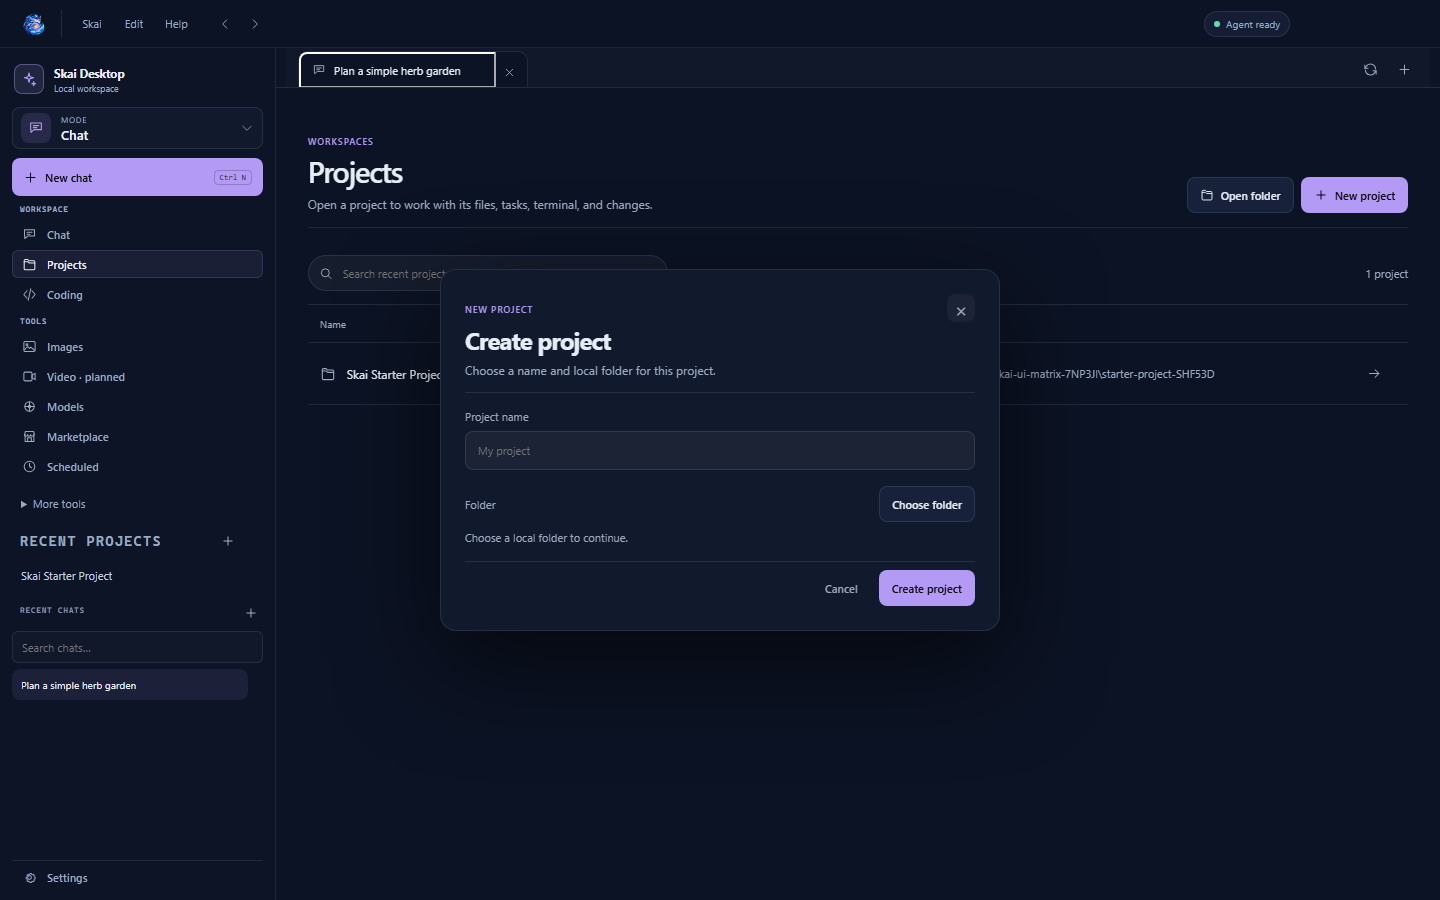 Skai Edit Help
Agent ready
Skai Desktop
Local workspace
MODE
Chat
New chat Ctrl N
WORKSPACE
Chat
Projects
Coding
TOOLS
Images
Video · planned
Models
Marketplace
Scheduled
More tools
RECENT PROJECTS
Skai Starter Project
RECENT CHATS
Search chats...
Plan a simple herb garden
Settings
Plan a simple herb garden
WORKSPACES
Projects
Open a project to work with its files, tasks, terminal, and changes.
Open folder
New project
Search recent project
1 project
Name
Skai Starter Projec
kai-ui-matrix-7NP3JI\starter-project-SHF53D
NEW PROJECT
Create project
Choose a name and local folder for this project.
Project name
My project
Folder
Choose folder
Choose a local folder to continue.
Cancel
Create project